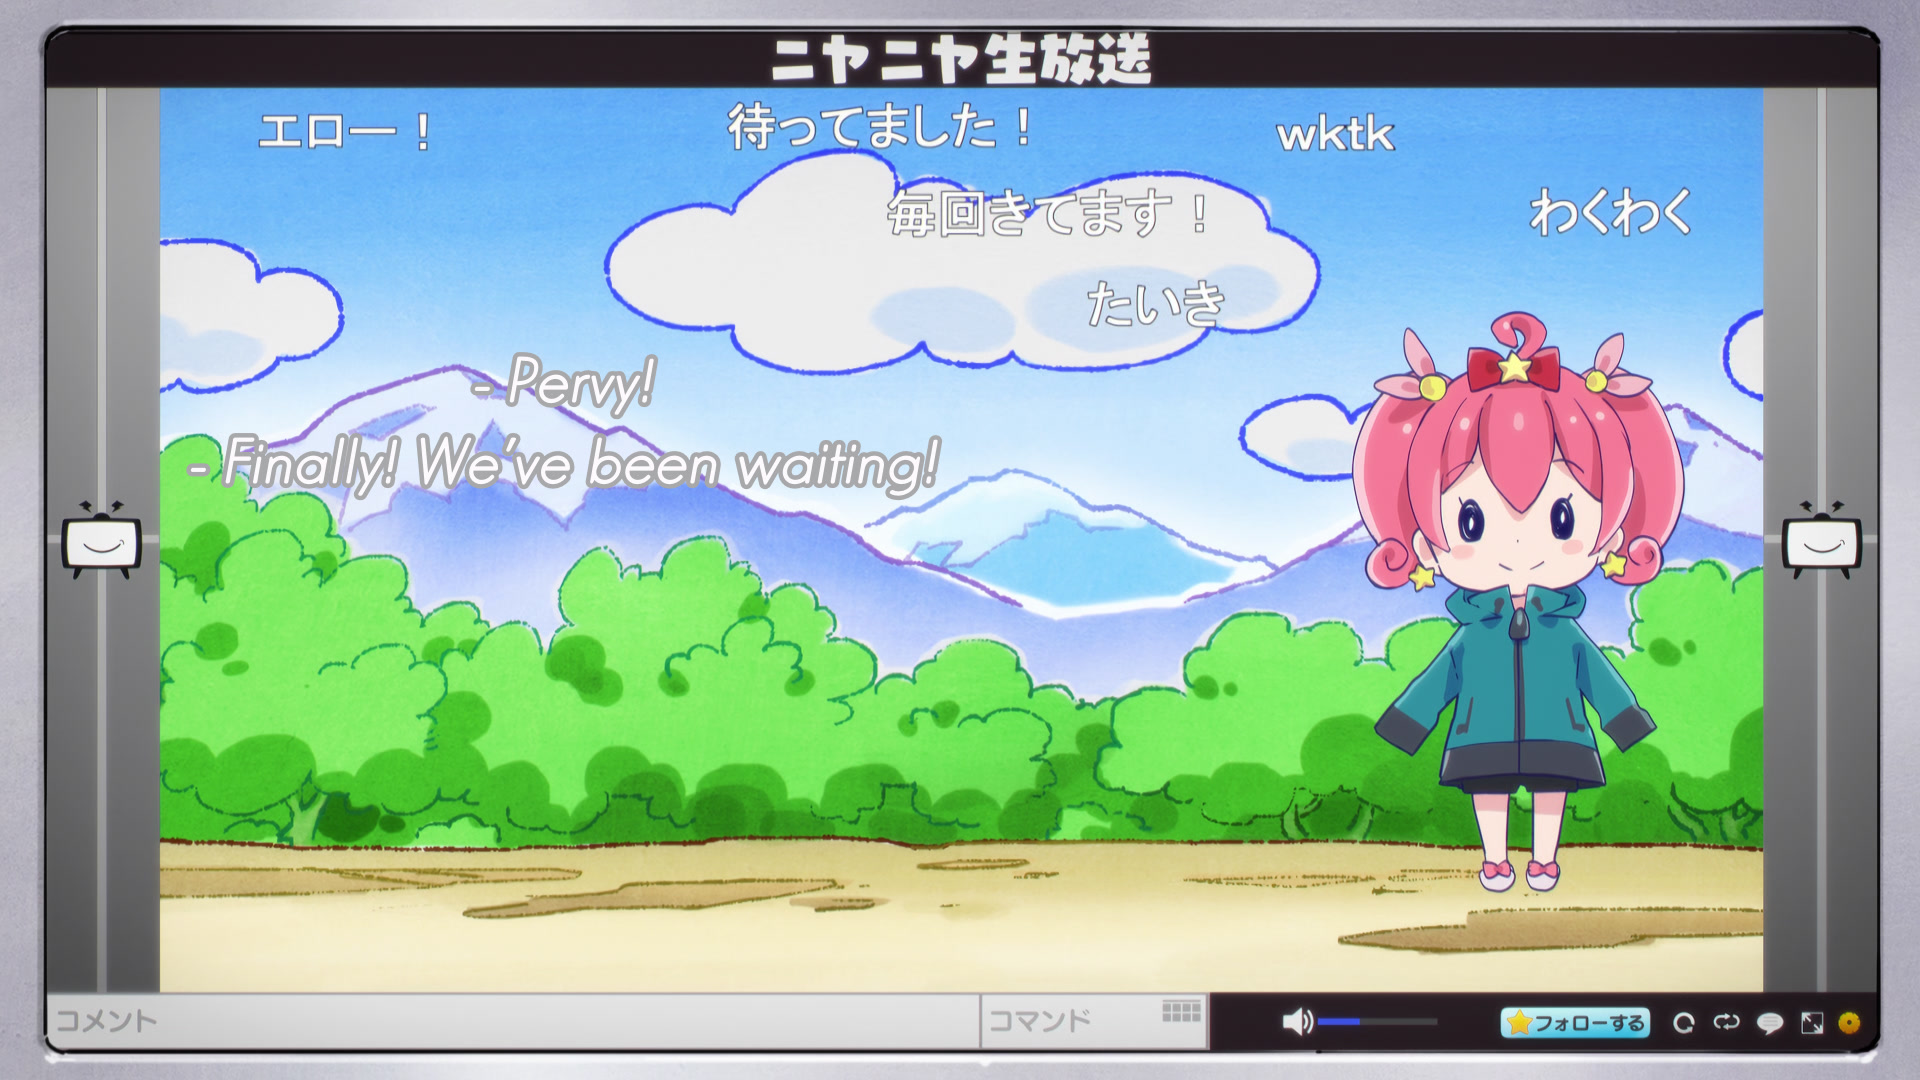 ニヤニヤ生放送
エロー！
待ってました！
wktk
毎回きてます！
わくわく
たいき
- Pervy!
- Finally! We've been waiting!
コメント
コマンド
フォローする